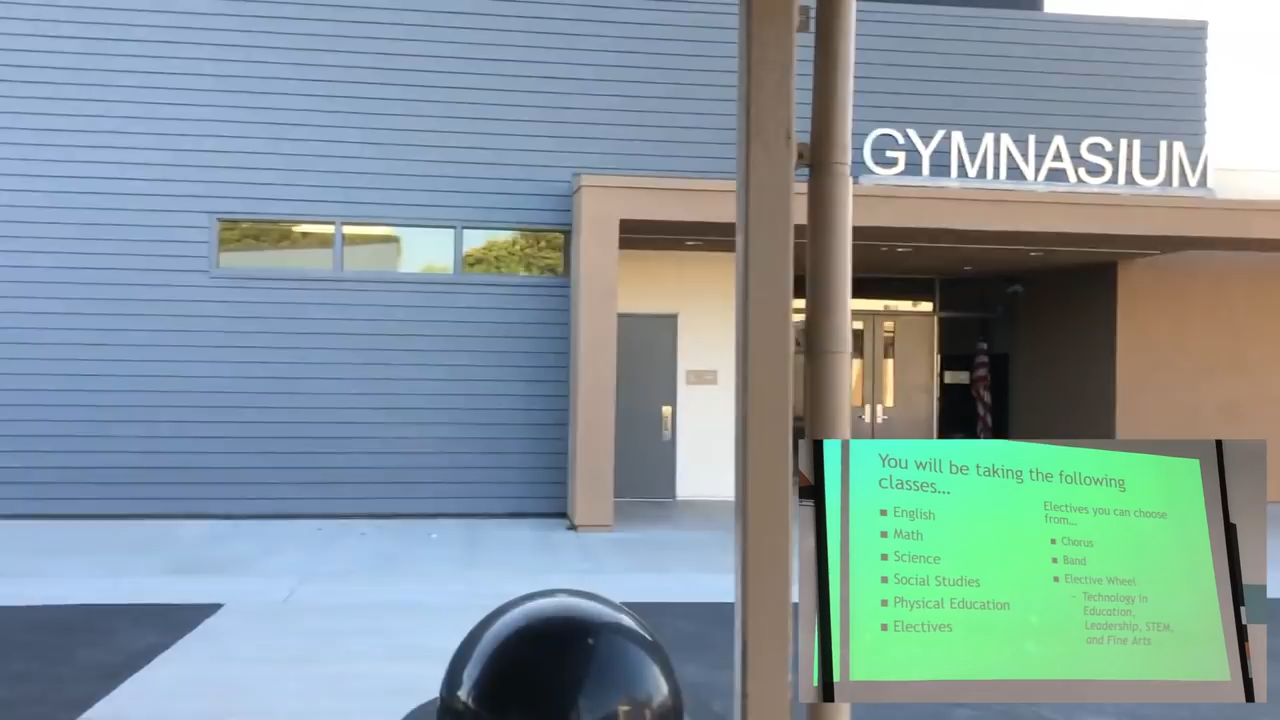 GYMNASIUM
You will be taking the following
classes...
■ English
■ Math
■ Science
■ Social Studies
■ Physical Education
■ Electives
Electives you can choose
from...
■ Chorus
■ Band
■ Elective Wheel
– Technology in
Education,
Leadership, STEM,
and Fine Arts